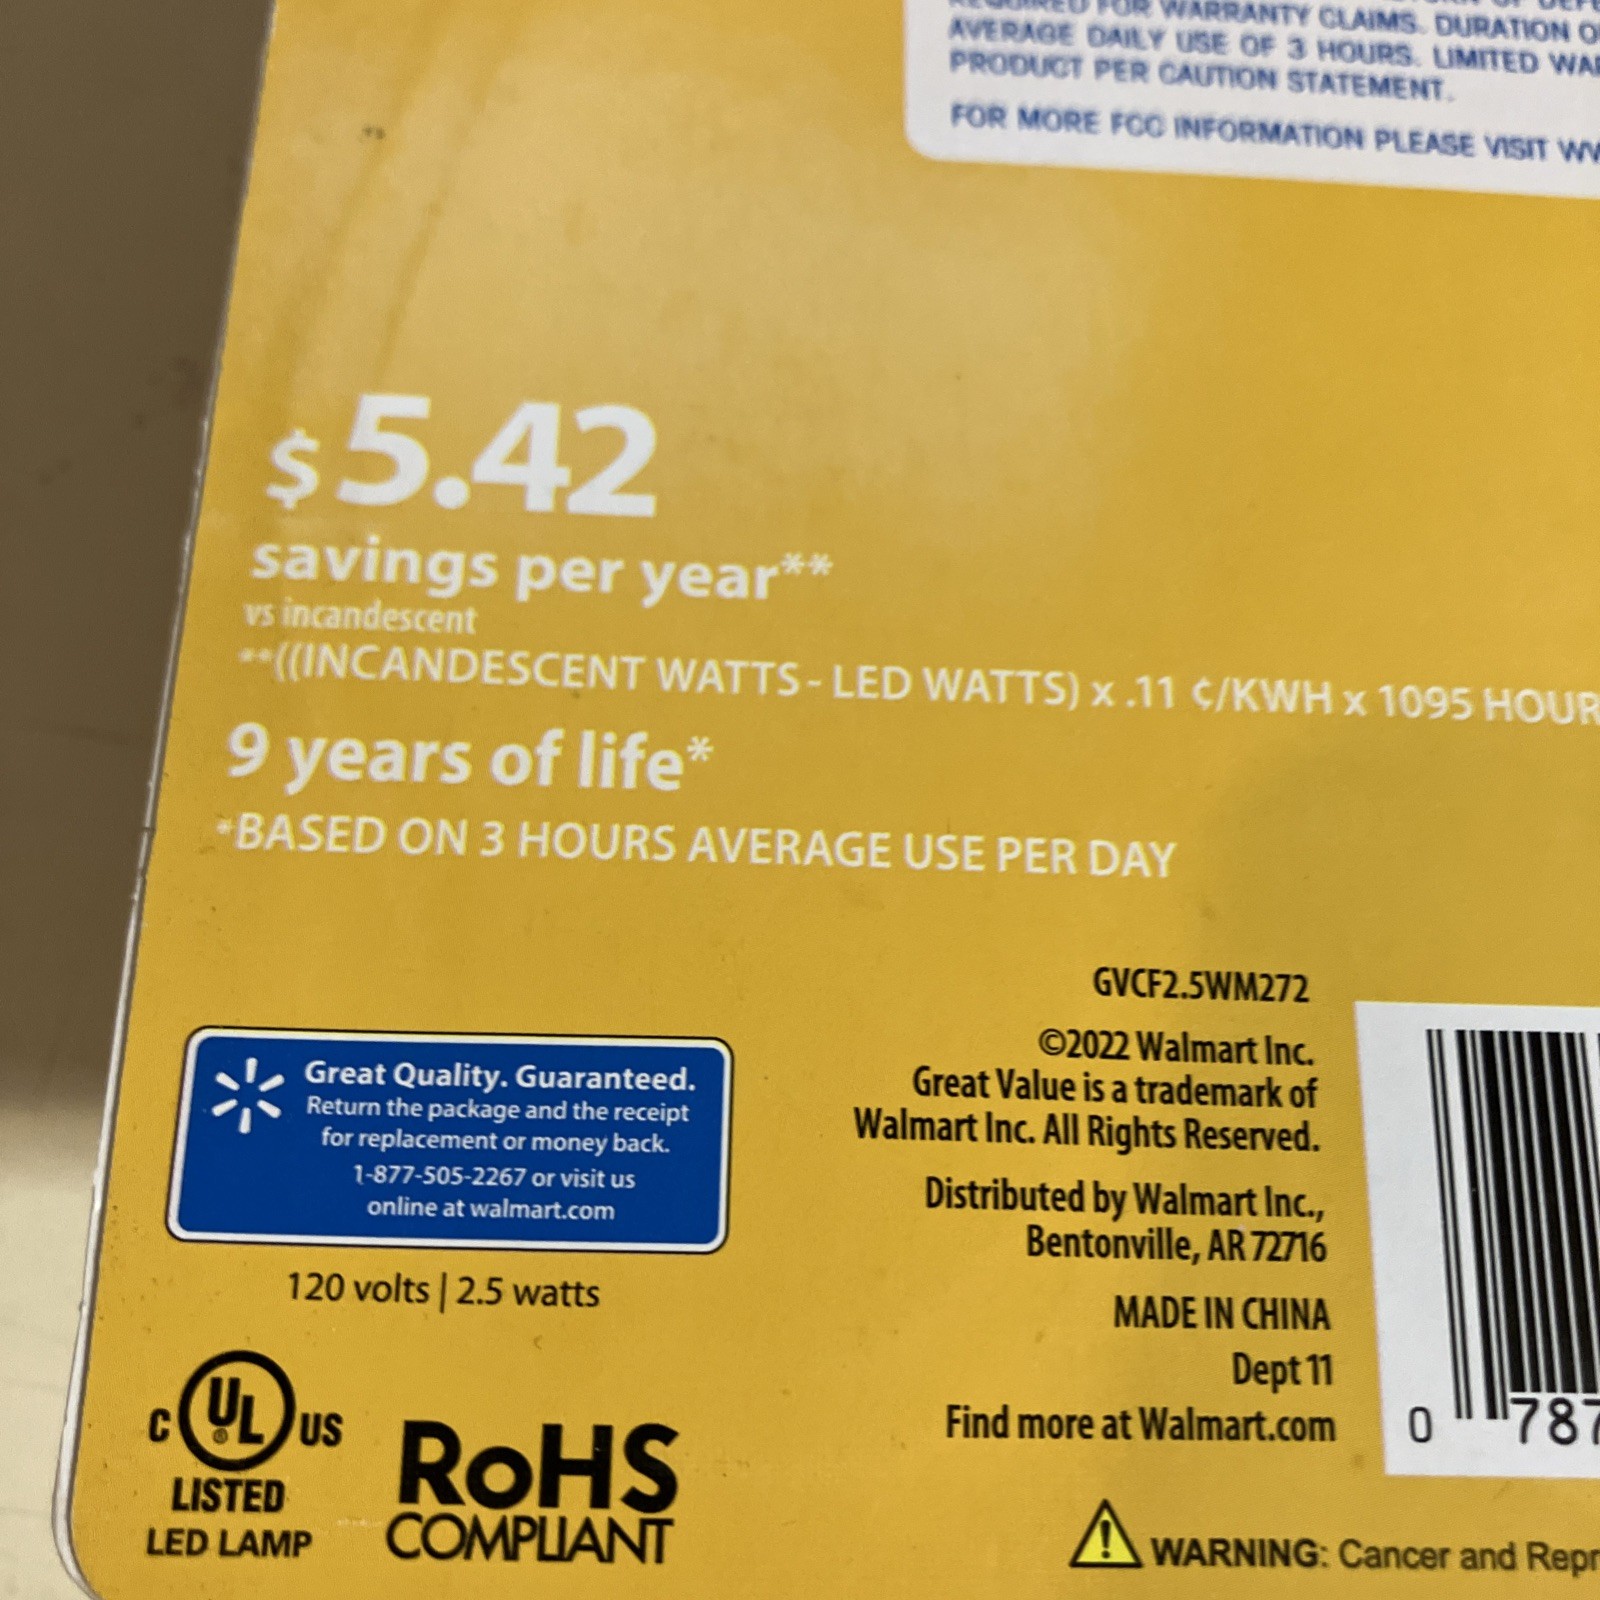 REQUIRED FOR WARRANTY CLAIMS. DURATION
AVERAGE DAILY USE OF 3 HOURS. LIMITED
PRODUCT PER CAUTION STATEMENT.
FOR MORE FCC INFORMATION PLEASE VISIT
$5.42
savings per year**
vs incandescent
**((INCANDESCENT WATTS - LED WATTS) x .11 ¢/KWH x 1095 HOUR
9 years of life*
*BASED ON 3 HOURS AVERAGE USE PER DAY
GVCF2.5WM272
©2022 Walmart Inc.
Great Value is a trademark of
Walmart Inc. All Rights Reserved.
Distributed by Walmart Inc.,
Bentonville, AR 72716
MADE IN CHINA
Dept 11
Find more at Walmart.com
Great Quality. Guaranteed.
Return the package and the receipt
for replacement or money back.
1-877-505-2267 or visit us
online at walmart.com
120 volts | 2.5 watts
C UL® US
LISTED
LED LAMP
RoHS
COMPLIANT
0 787
WARNING: Cancer and Repr